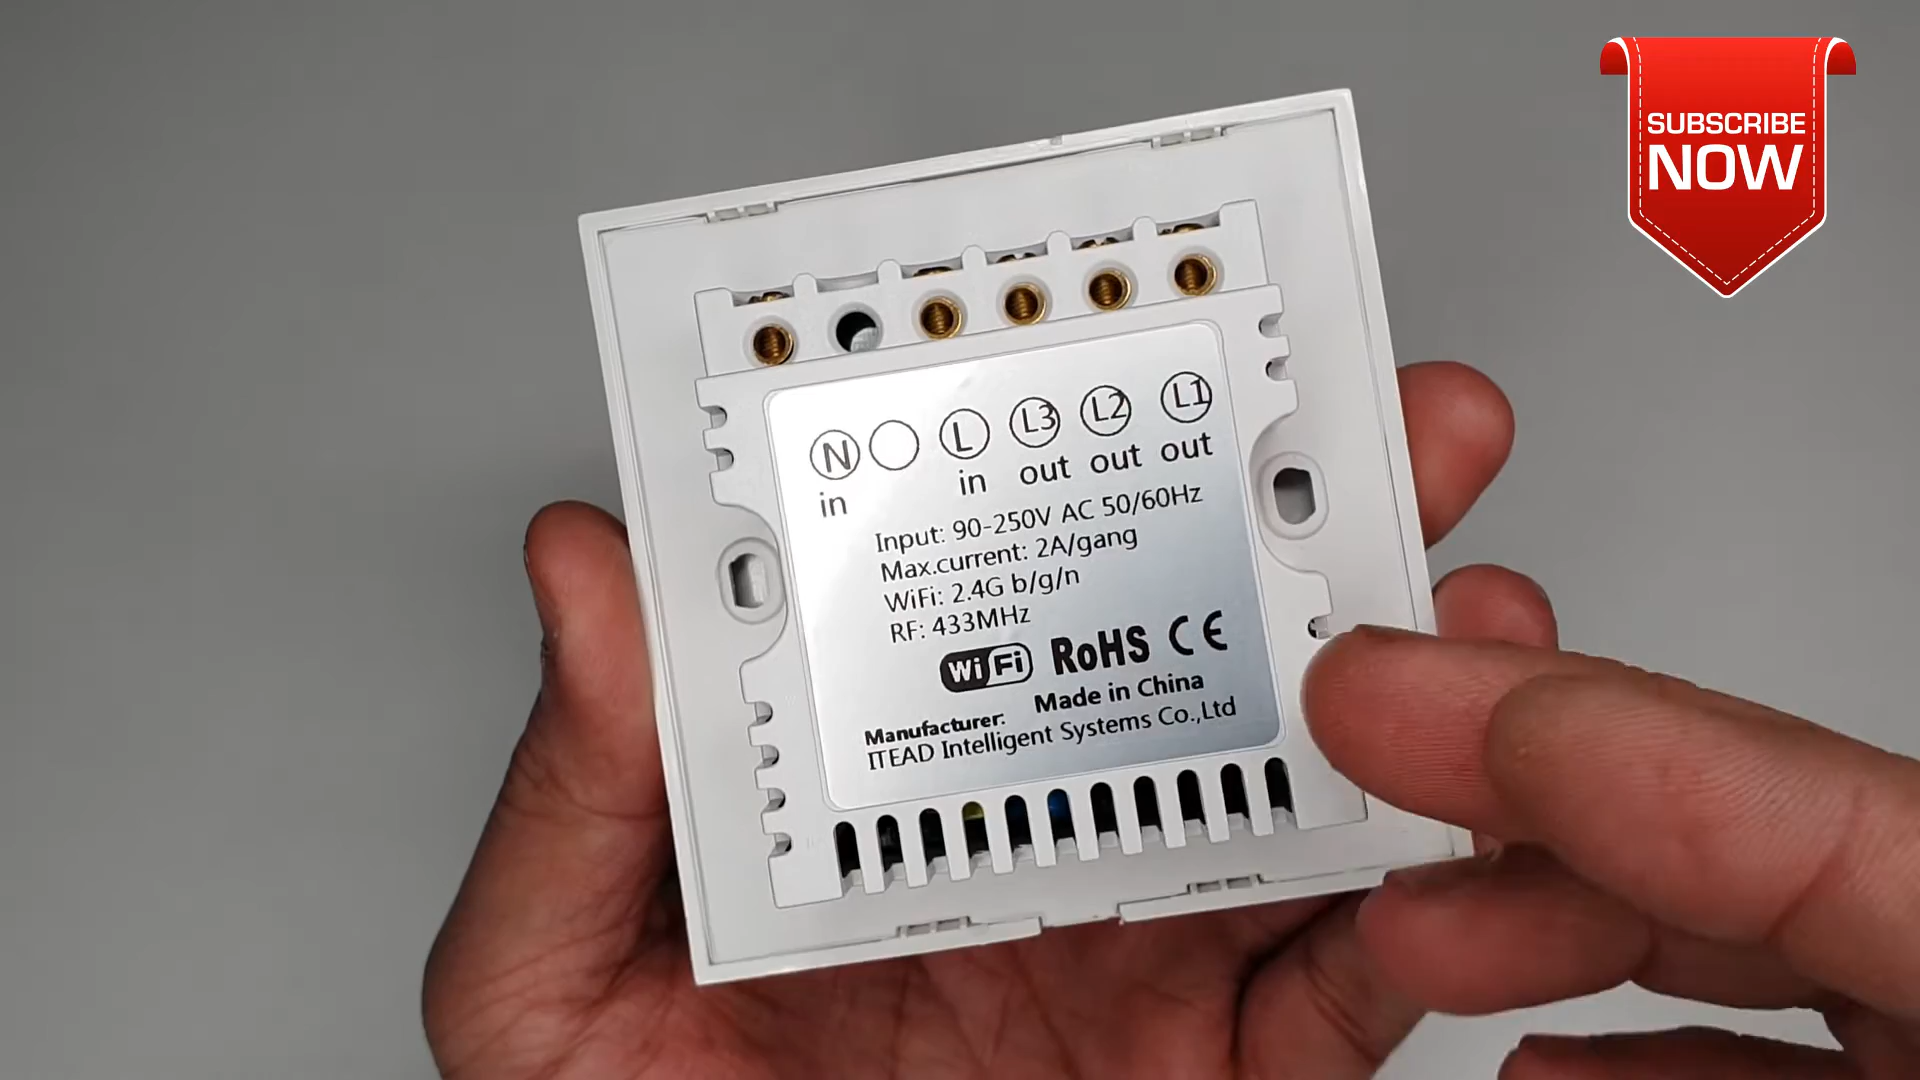 SUBSCRIBE
NOW
N L L3 L2 L1
in in out out out
Input: 90-250V AC 50/60Hz
Max.current: 2A/gang
WiFi: 2.4G b/g/n
RF: 433MHz
WiFi RoHS CE
Made in China
Manufacturer:
ITEAD Intelligent Systems Co.,Ltd